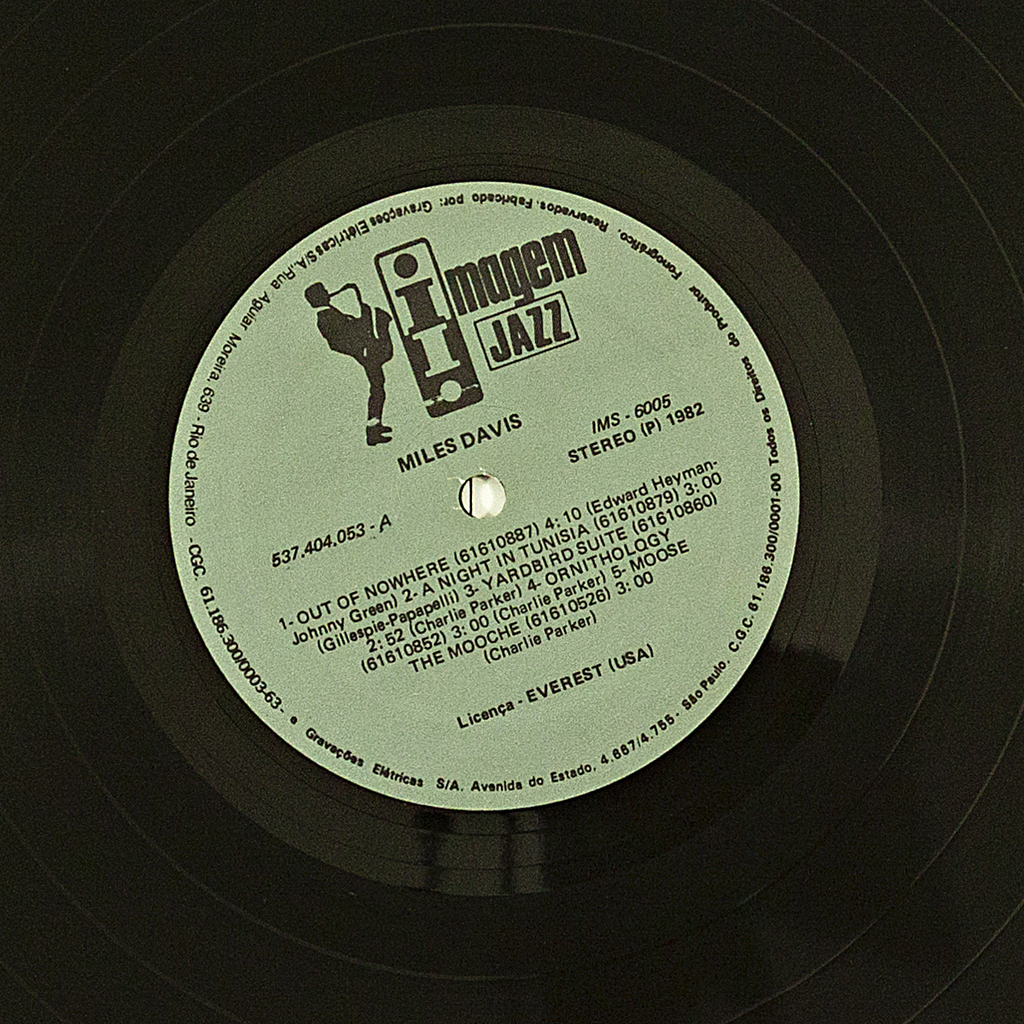 imagem
JAZZ
MILES DAVIS
IMS - 6005
STEREO (P) 1982
537.404.053 - A
1- OUT OF NOWHERE (61610887) 4: 10 (Edward Heyman-
Johnny Green) 2- A NIGHT IN TUNISIA (61610879) 3: 00
(Gillespie-Papapelli) 3- YARDBIRD SUITE (61610860)
2: 52 (Charlie Parker) 4- ORNITHOLOGY
(61610852) 3: 00 (Charlie Parker) 5- MOOSE
THE MOOCHE (61610526) 3: 00
(Charlie Parker)
Licença - EVEREST (USA)
Todos os Direitos do Produtor Fonográfico. Reservados. Fabricado por: Gravações Elétricas S/A. Rua Aguiar Moreira, 639 - Rio de Janeiro - CGC. 61.186.300/0003-63 - e Gravações Elétricas S/A. Avenida do Estado, 4.667/4.755 - São Paulo. C.G.C. 61.186.300/0001-00